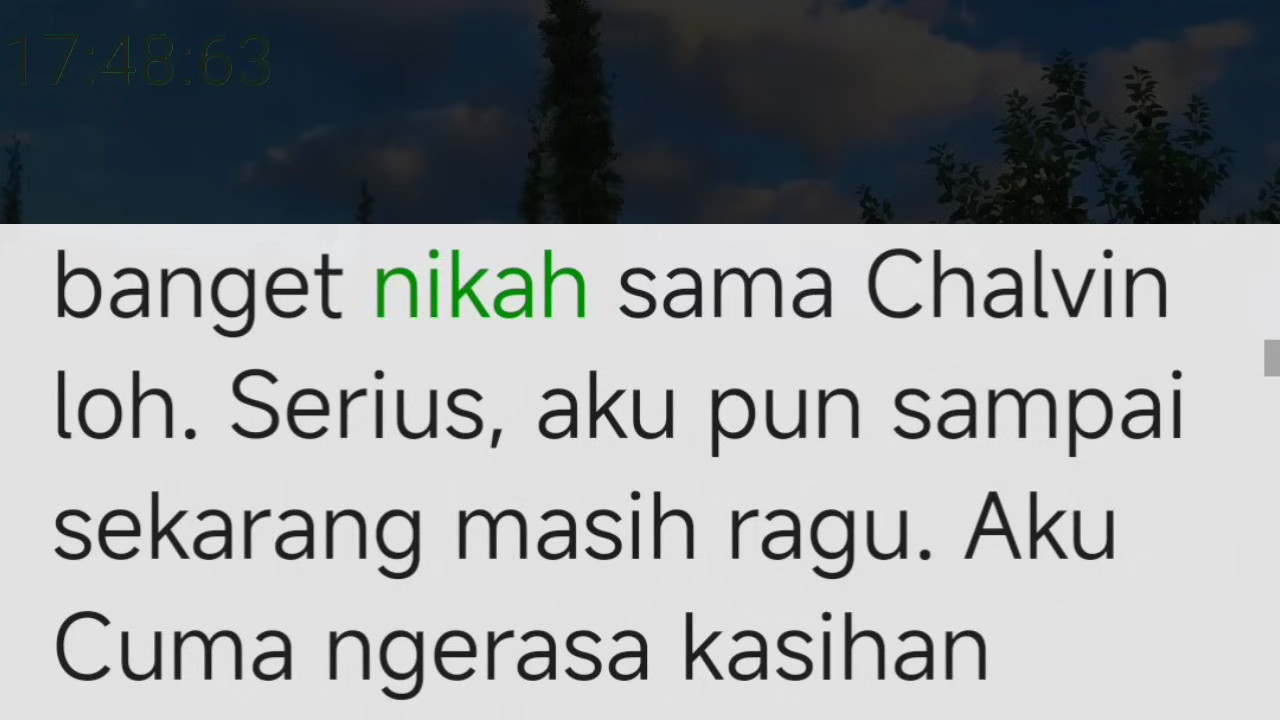 17:48:63
banget nikah sama Chalvin
loh. Serius, aku pun sampai
sekarang masih ragu. Aku
Cuma ngerasa kasihan